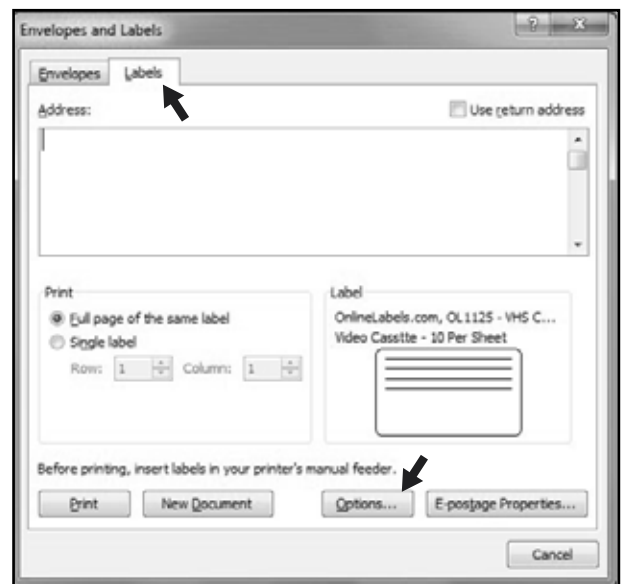 Envelopes and Labels
Envelopes Labels
Address: Use return address
Print
Full page of the same label
Single label
Row: 1 Column: 1
Label
OnlineLabels.com, OL1125 - VHS C...
Video Casstte - 10 Per Sheet
Before printing, insert labels in your printer's manual feeder.
Print New Document Options... E-postage Properties...
Cancel